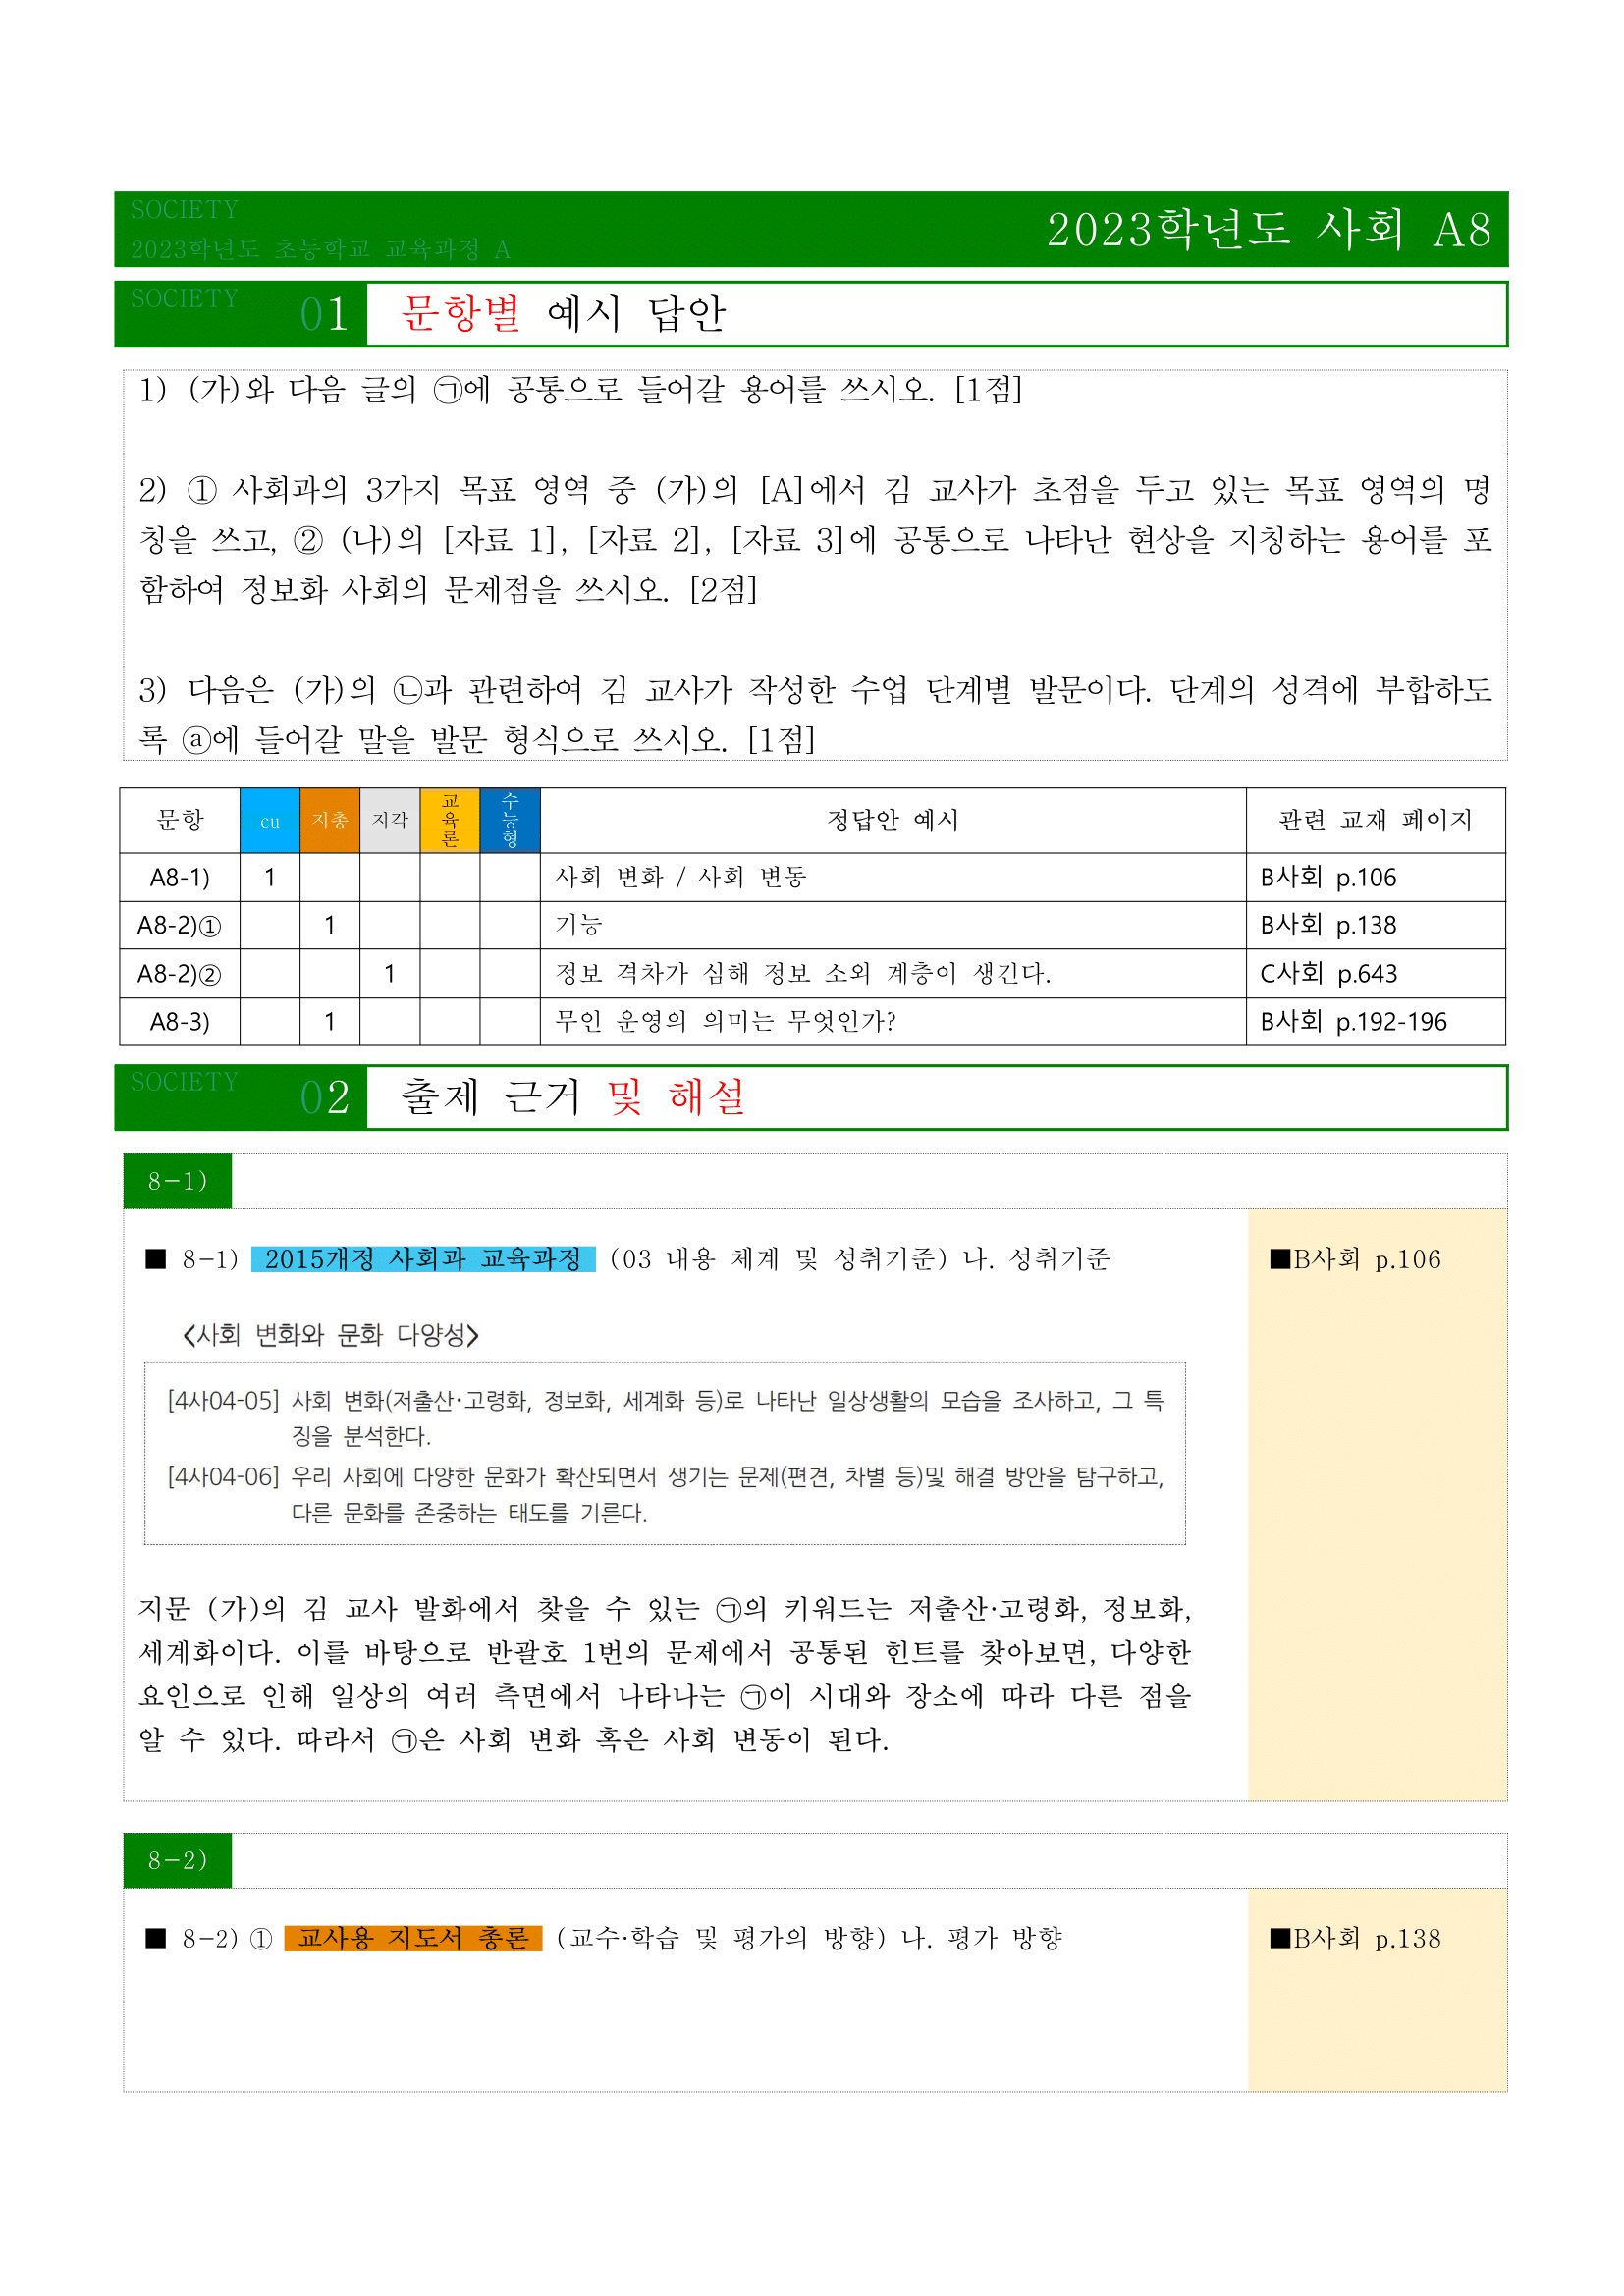 SOCIETY
2023학년도 초등학교 교육과정 A
2023학년도 사회 A8
SOCIETY
01 문항별 예시 답안
1) (가)와 다음 글의 ㉠에 공통으로 들어갈 용어를 쓰시오. [1점]
2) ① 사회과의 3가지 목표 영역 중 (가)의 [A]에서 김 교사가 초점을 두고 있는 목표 영역의 명
칭을 쓰고, ② (나)의 [자료 1], [자료 2], [자료 3]에 공통으로 나타난 현상을 지칭하는 용어를 포
함하여 정보화 사회의 문제점을 쓰시오. [2점]
3) 다음은 (가)의 ㉡과 관련하여 김 교사가 작성한 수업 단계별 발문이다. 단계의 성격에 부합하도
록 ⓐ에 들어갈 말을 발문 형식으로 쓰시오. [1점]
문항 cu 지총 지각 교육론 수능형 정답안 예시 관련 교재 페이지
A8-1) 1 사회 변화 / 사회 변동 B사회 p.106
A8-2)① 1 기능 B사회 p.138
A8-2)② 1 정보 격차가 심해 정보 소외 계층이 생긴다. C사회 p.643
A8-3) 1 무인 운영의 의미는 무엇인가? B사회 p.192-196
SOCIETY
02 출제 근거 및 해설
8-1)
■ 8-1) 2015개정 사회과 교육과정 (03 내용 체계 및 성취기준) 나. 성취기준
■B사회 p.106
<사회 변화와 문화 다양성>
[4사04-05] 사회 변화(저출산·고령화, 정보화, 세계화 등)로 나타난 일상생활의 모습을 조사하고, 그 특
징을 분석한다.
[4사04-06] 우리 사회에 다양한 문화가 확산되면서 생기는 문제(편견, 차별 등)및 해결 방안을 탐구하고,
다른 문화를 존중하는 태도를 기른다.
지문 (가)의 김 교사 발화에서 찾을 수 있는 ㉠의 키워드는 저출산·고령화, 정보화,
세계화이다. 이를 바탕으로 반괄호 1번의 문제에서 공통된 힌트를 찾아보면, 다양한
요인으로 인해 일상의 여러 측면에서 나타나는 ㉠이 시대와 장소에 따라 다른 점을
알 수 있다. 따라서 ㉠은 사회 변화 혹은 사회 변동이 된다.
8-2)
■ 8-2) ① 교사용 지도서 총론 (교수·학습 및 평가의 방향) 나. 평가 방향
■B사회 p.138